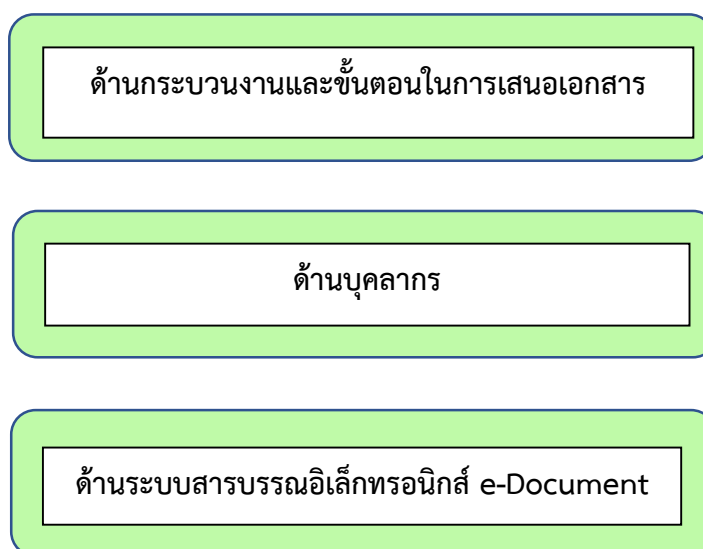 ด้านกระบวนงานและขั้นตอนในการเสนอเอกสาร
ด้านบุคลากร
ด้านระบบสารบรรณอิเล็กทรอนิกส์ e-Document